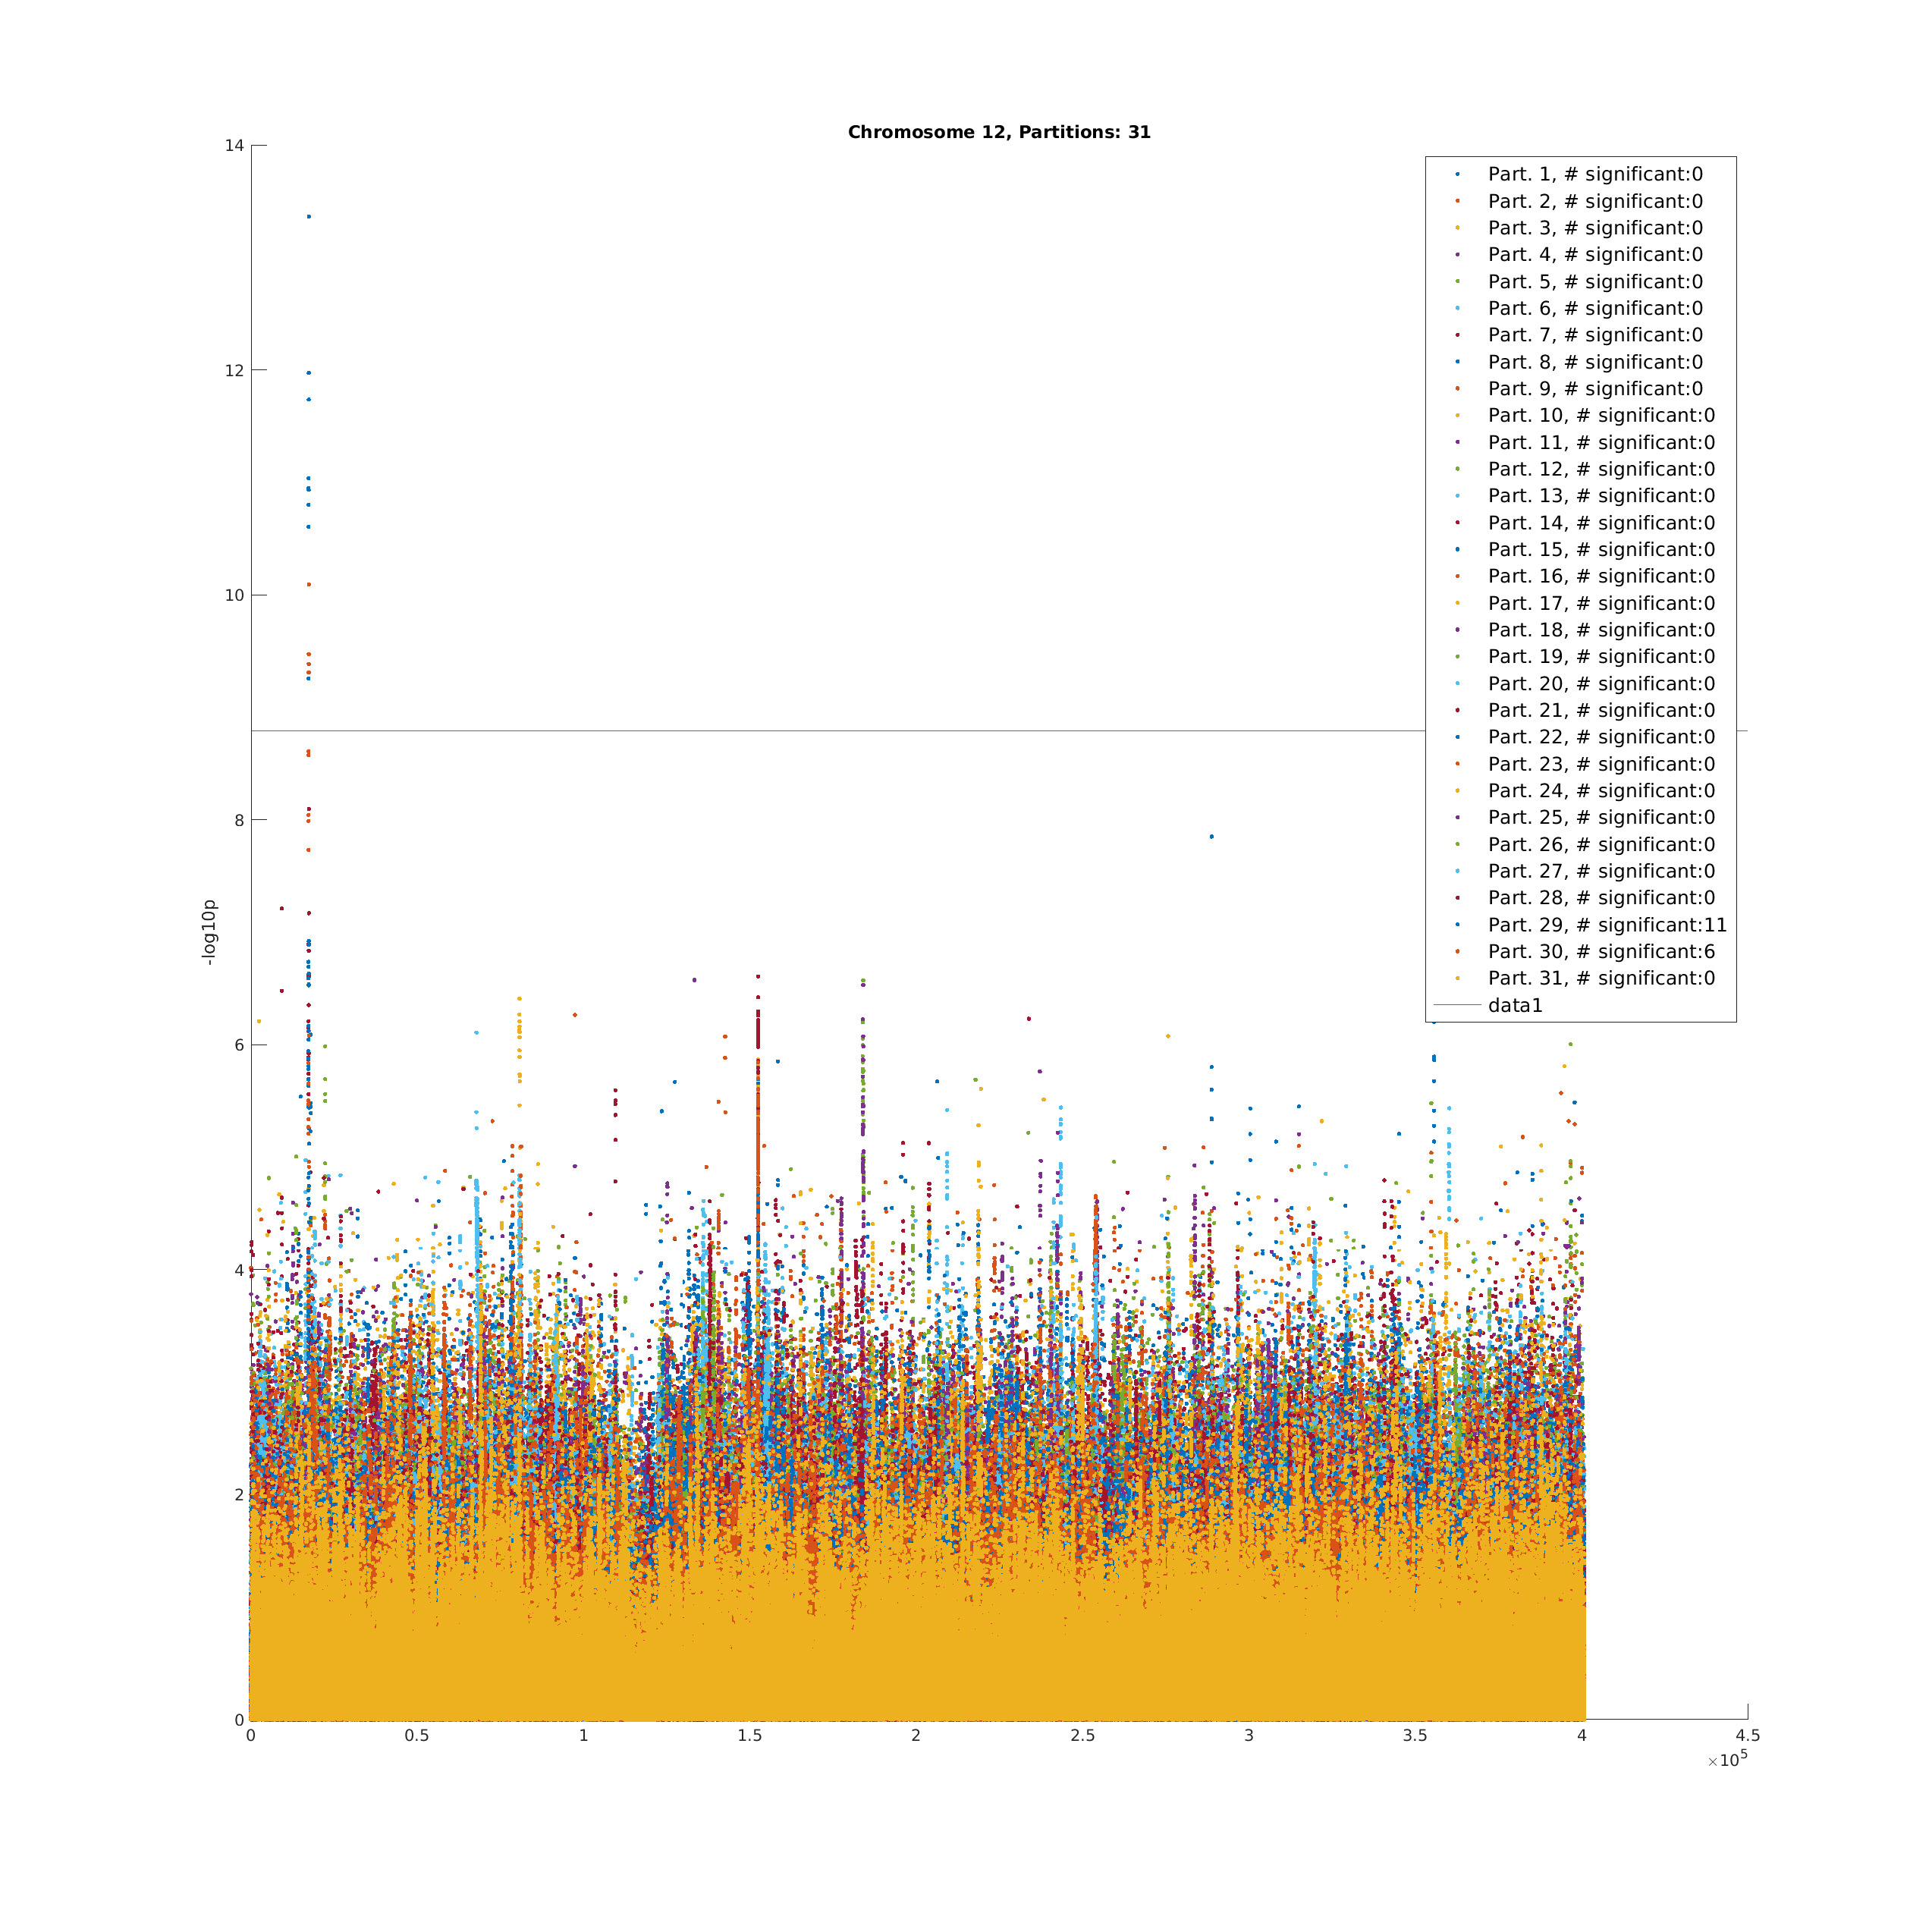 Chromosome 12, Partitions: 31
14
12
10
8
6
4
2
0
-log10p
0 0.5 1 1.5 2 2.5 3 3.5 4 4.5
×10^5
Part. 1, # significant:0
Part. 2, # significant:0
Part. 3, # significant:0
Part. 4, # significant:0
Part. 5, # significant:0
Part. 6, # significant:0
Part. 7, # significant:0
Part. 8, # significant:0
Part. 9, # significant:0
Part. 10, # significant:0
Part. 11, # significant:0
Part. 12, # significant:0
Part. 13, # significant:0
Part. 14, # significant:0
Part. 15, # significant:0
Part. 16, # significant:0
Part. 17, # significant:0
Part. 18, # significant:0
Part. 19, # significant:0
Part. 20, # significant:0
Part. 21, # significant:0
Part. 22, # significant:0
Part. 23, # significant:0
Part. 24, # significant:0
Part. 25, # significant:0
Part. 26, # significant:0
Part. 27, # significant:0
Part. 28, # significant:0
Part. 29, # significant:11
Part. 30, # significant:6
Part. 31, # significant:0
data1